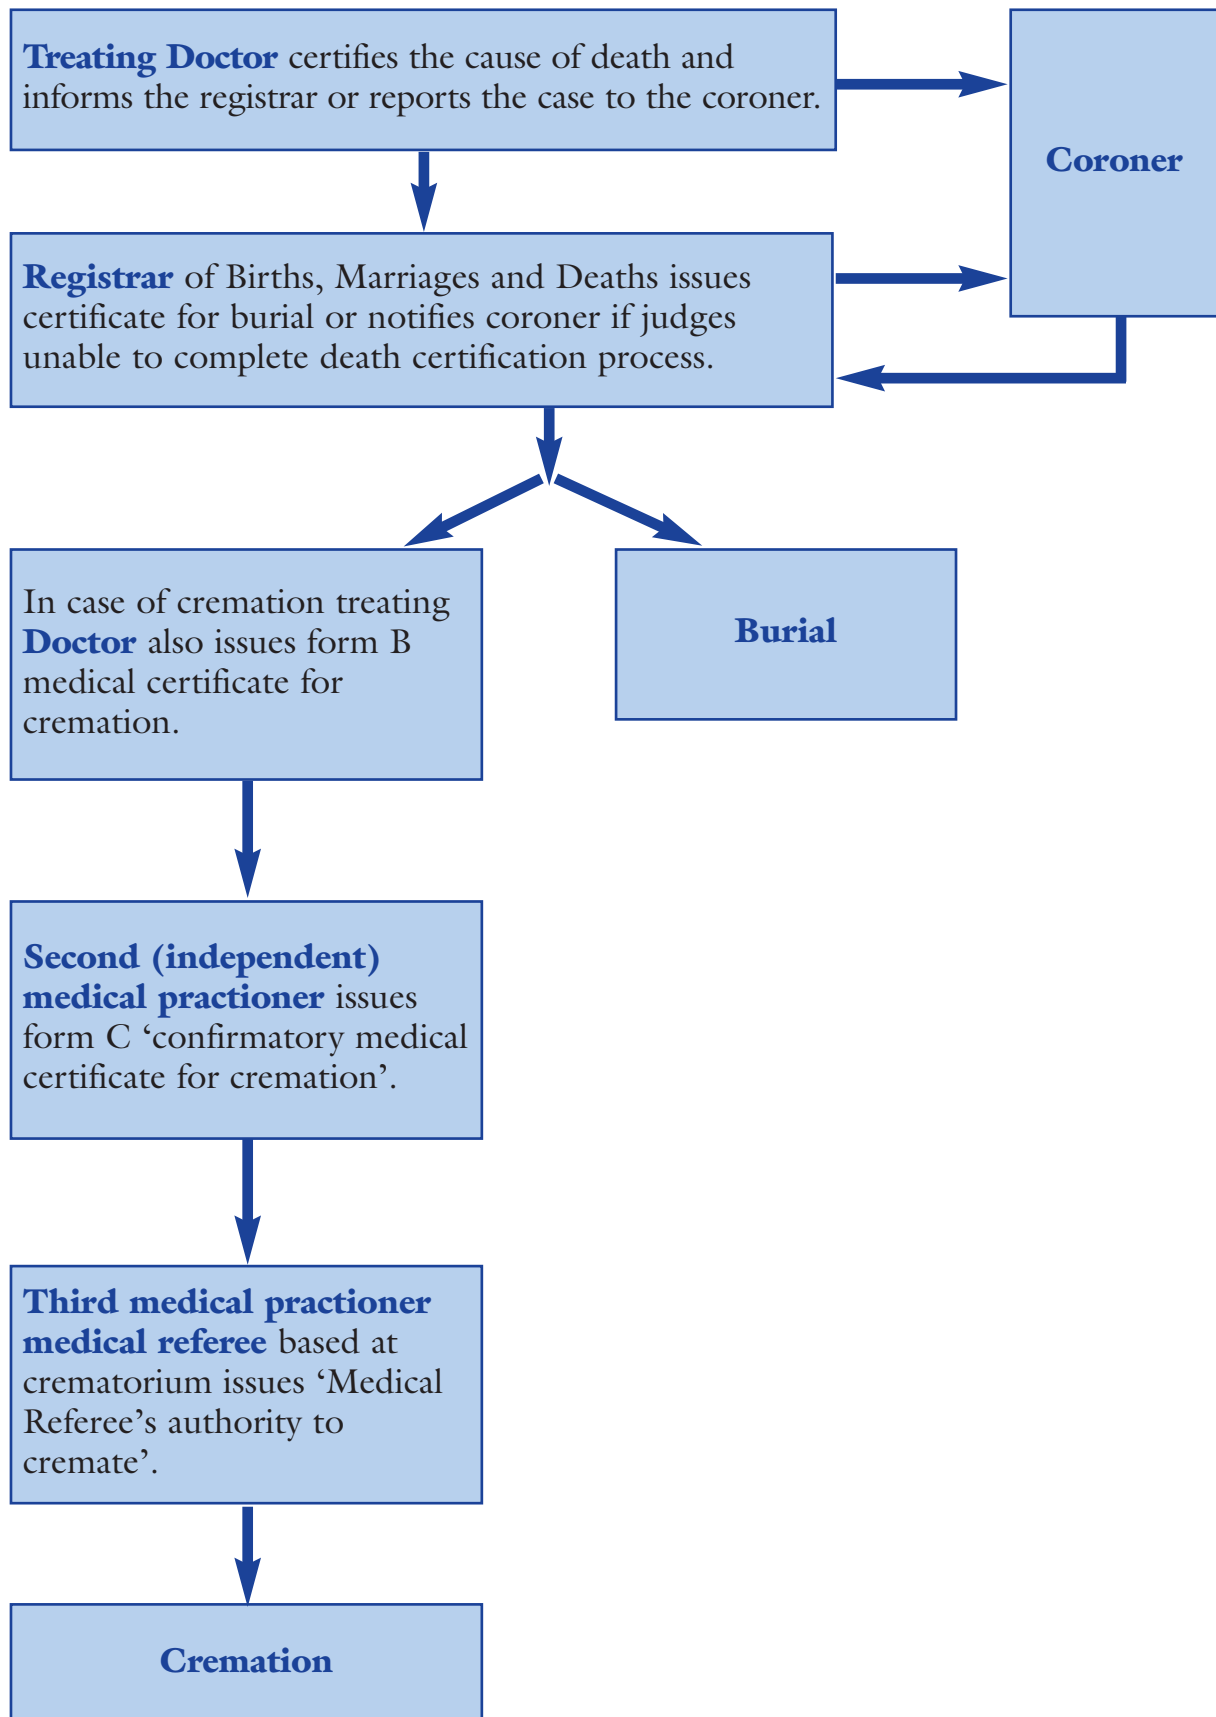 Treating Doctor certifies the cause of death and
informs the registrar or reports the case to the coroner.
Coroner
Registrar of Births, Marriages and Deaths issues
certificate for burial or notifies coroner if judges
unable to complete death certification process.
In case of cremation treating
Doctor also issues form B
medical certificate for
cremation.
Burial
Second (independent)
medical practioner issues
form C ‘confirmatory medical
certificate for cremation’.
Third medical practioner
medical referee based at
crematorium issues ‘Medical
Referee’s authority to
cremate’.
Cremation